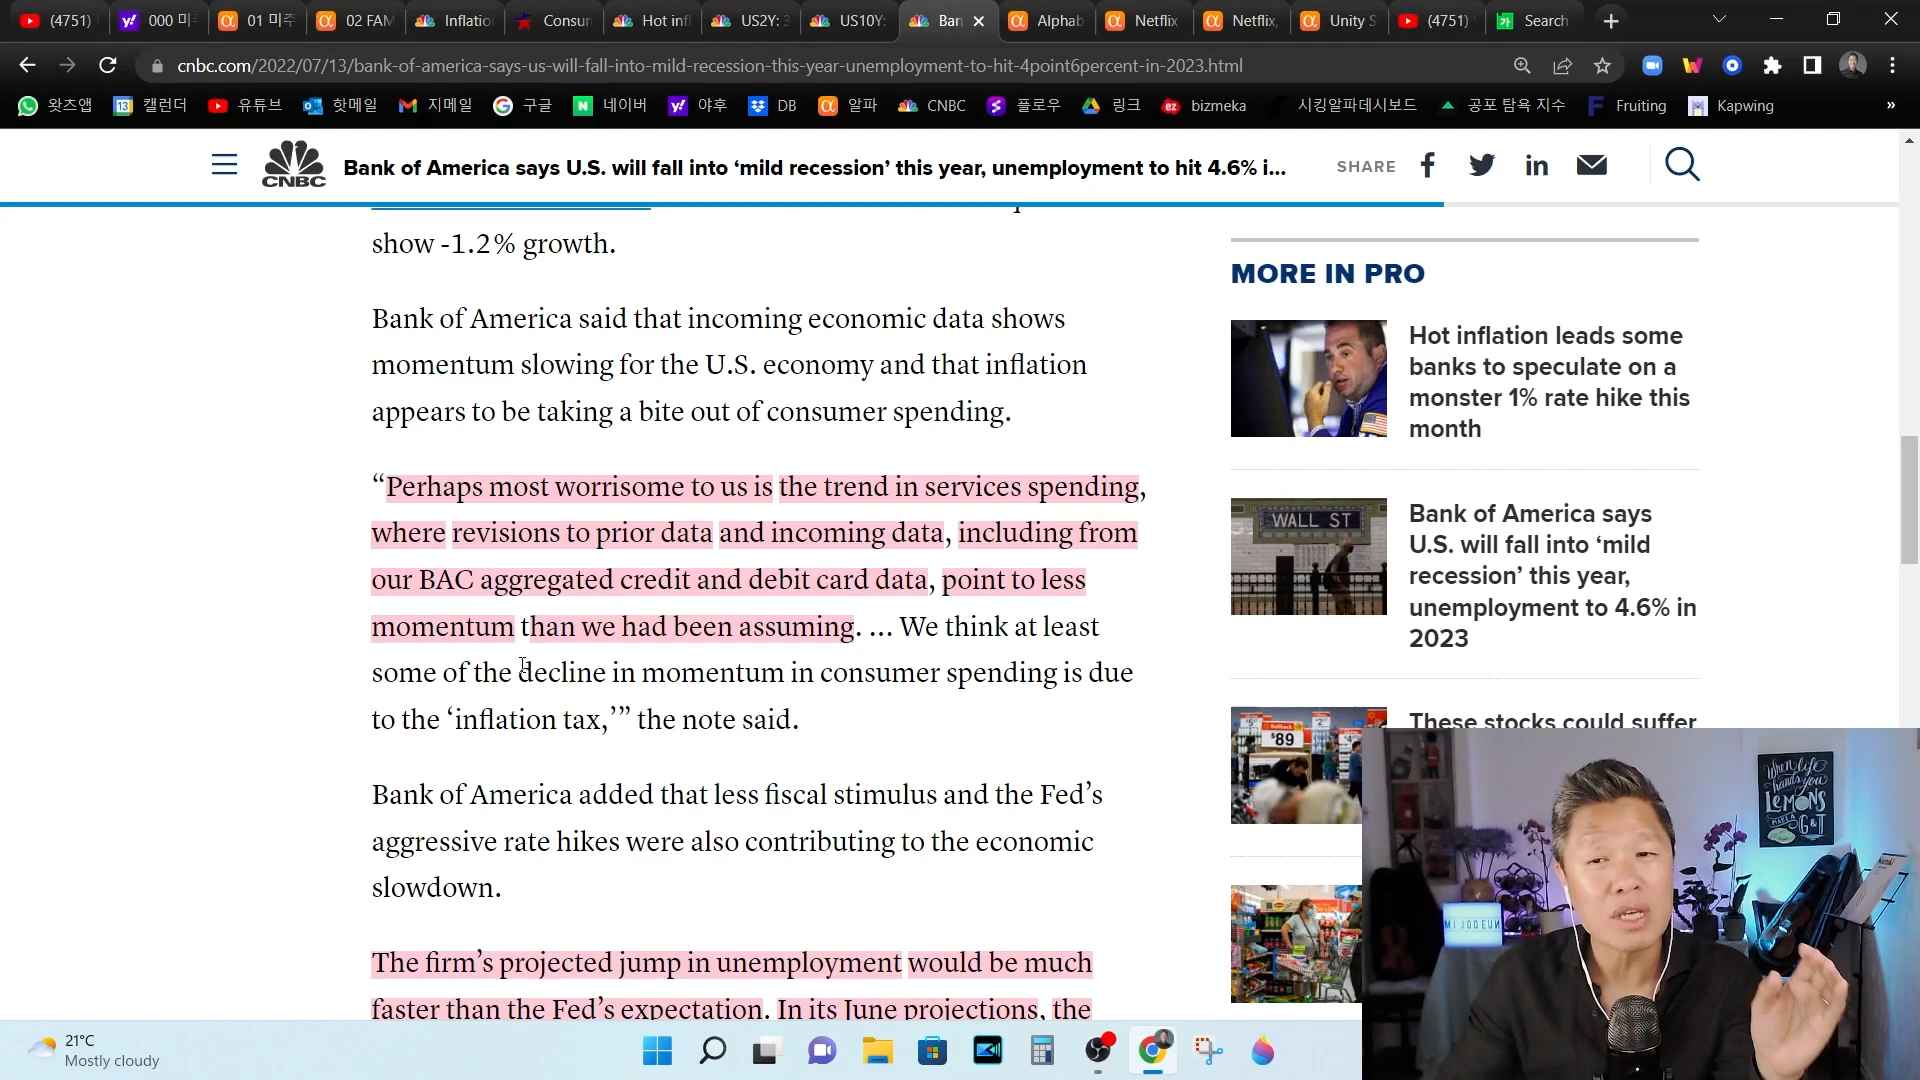 (4751)
000 미
01 미주
02 FAM
Inflatio
Consun
Hot infl
US2Y: 3
US10Y:
Ban
Alphab
Netflix
Netflix,
Unity S
(4751)
Search
cnbc.com/2022/07/13/bank-of-america-says-us-will-fall-into-mild-recession-this-year-unemployment-to-hit-4point6percent-in-2023.html
왓츠앱
캘린더
유튜브
핫메일
지메일
구글
네이버
야후
DB
알파
CNBC
플로우
링크
bizmeka
시킹알파데시보드
공포 탐욕 지수
Fruiting
Kapwing
CNBC
Bank of America says U.S. will fall into ‘mild recession’ this year, unemployment to hit 4.6% i...
SHARE
show -1.2% growth.
Bank of America said that incoming economic data shows
momentum slowing for the U.S. economy and that inflation
appears to be taking a bite out of consumer spending.
“Perhaps most worrisome to us is the trend in services spending,
where revisions to prior data and incoming data, including from
our BAC aggregated credit and debit card data, point to less
momentum than we had been assuming. … We think at least
some of the decline in momentum in consumer spending is due
to the ‘inflation tax,’” the note said.
Bank of America added that less fiscal stimulus and the Fed’s
aggressive rate hikes were also contributing to the economic
slowdown.
The firm’s projected jump in unemployment would be much
faster than the Fed’s expectation. In its June projections, the
MORE IN PRO
Hot inflation leads some
banks to speculate on a
monster 1% rate hike this
month
WALL ST
Bank of America says
U.S. will fall into ‘mild
recession’ this year,
unemployment to 4.6% in
2023
These stocks could suffer
$89
When life
hands you
LEMONS
MAKE A
G&T
MI JOO EUN
21°C
Mostly cloudy